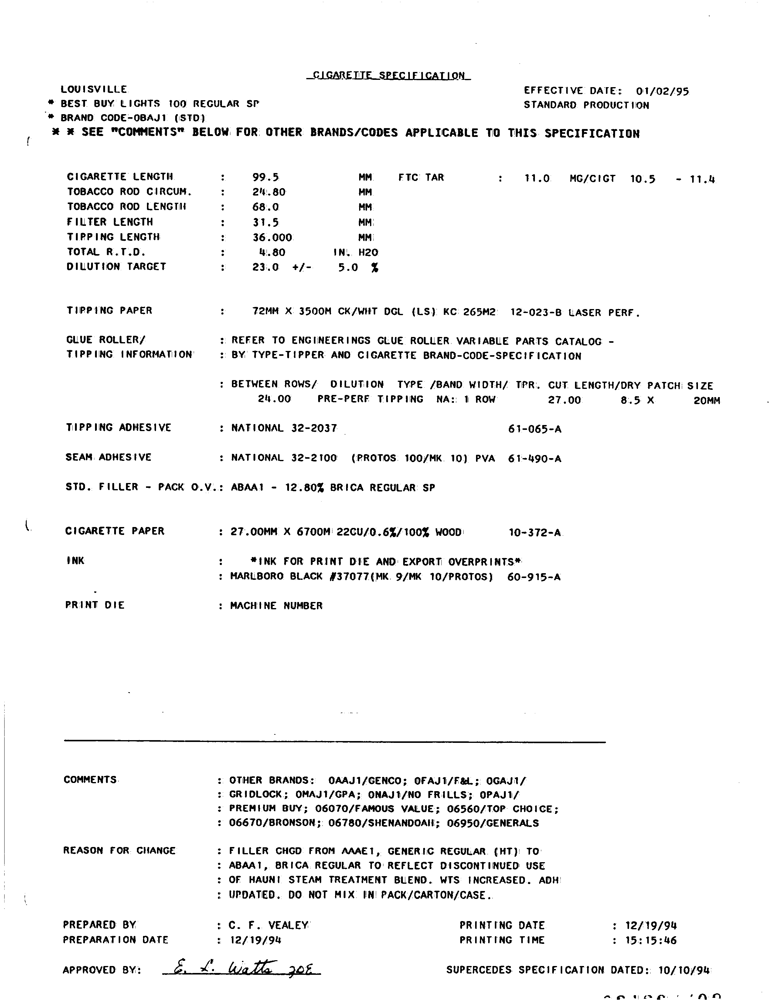 CIGARETTE SPECIFICATION
LOUISVILLE EFFECTIVE DATE: 01/02/95
* BEST BUY LIGHTS 100 REGULAR SP STANDARD PRODUCTION
* BRAND CODE-0BAJ1 (STD)
* * SEE "COMMENTS" BELOW FOR OTHER BRANDS/CODES APPLICABLE TO THIS SPECIFICATION
CIGARETTE LENGTH : 99.5 MM FTC TAR : 11.0 MG/CIGT 10.5 - 11.4
TOBACCO ROD CIRCUM. : 24.80 MM
TOBACCO ROD LENGTH : 68.0 MM
FILTER LENGTH : 31.5 MM
TIPPING LENGTH : 36.000 MM
TOTAL R.T.D. : 4.80 IN. H2O
DILUTION TARGET : 23.0 +/- 5.0 %
TIPPING PAPER : 72MM X 3500M CK/WHT DGL (LS) KC 265M2 12-023-B LASER PERF.
GLUE ROLLER/ : REFER TO ENGINEERINGS GLUE ROLLER VARIABLE PARTS CATALOG -
TIPPING INFORMATION : BY TYPE-TIPPER AND CIGARETTE BRAND-CODE-SPECIFICATION
: BETWEEN ROWS/ DILUTION TYPE /BAND WIDTH/ TPR. CUT LENGTH/DRY PATCH SIZE
24.00 PRE-PERF TIPPING NA: 1 ROW 27.00 8.5 X 20MM
TIPPING ADHESIVE : NATIONAL 32-2037 61-065-A
SEAM ADHESIVE : NATIONAL 32-2100 (PROTOS 100/MK 10) PVA 61-490-A
STD. FILLER - PACK O.V.: ABAA1 - 12.80% BRICA REGULAR SP
CIGARETTE PAPER : 27.00MM X 6700M 22CU/0.6%/100% WOOD 10-372-A
INK : *INK FOR PRINT DIE AND EXPORT OVERPRINTS*
: MARLBORO BLACK #37077(MK 9/MK 10/PROTOS) 60-915-A
PRINT DIE : MACHINE NUMBER
COMMENTS : OTHER BRANDS: 0AAJ1/GENCO; 0FAJ1/F&L; 0GAJ1/
: GRIDLOCK; 0MAJ1/GPA; 0NAJ1/NO FRILLS; 0PAJ1/
: PREMIUM BUY; 06070/FAMOUS VALUE; 06560/TOP CHOICE;
: 06670/BRONSON; 06780/SHENANDOAH; 06950/GENERALS
REASON FOR CHANGE : FILLER CHGD FROM AAAE1, GENERIC REGULAR (HT) TO
: ABAA1, BRICA REGULAR TO REFLECT DISCONTINUED USE
: OF HAUNI STEAM TREATMENT BLEND. WTS INCREASED. ADH
: UPDATED. DO NOT MIX IN PACK/CARTON/CASE.
PREPARED BY : C. F. VEALEY PRINTING DATE : 12/19/94
PREPARATION DATE : 12/19/94 PRINTING TIME : 15:15:46
APPROVED BY: E. L. Watts SUPERCEDES SPECIFICATION DATED: 10/10/94